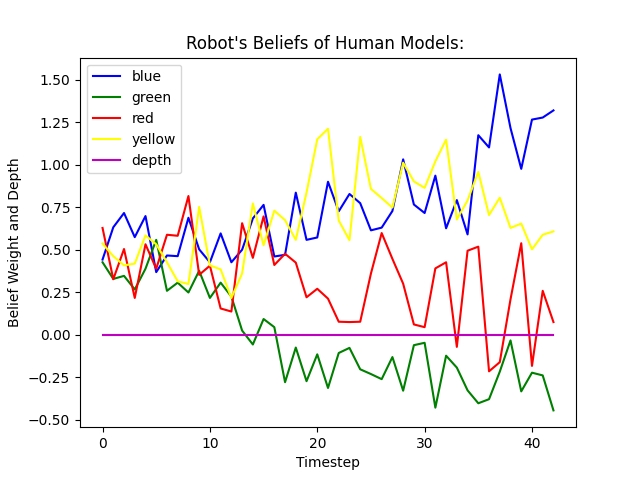 Robot's Beliefs of Human Models:
blue
green
red
yellow
depth
Belief Weight and Depth
1.50
1.25
1.00
0.75
0.50
0.25
0.00
−0.25
−0.50
0 10 20 30 40
Timestep